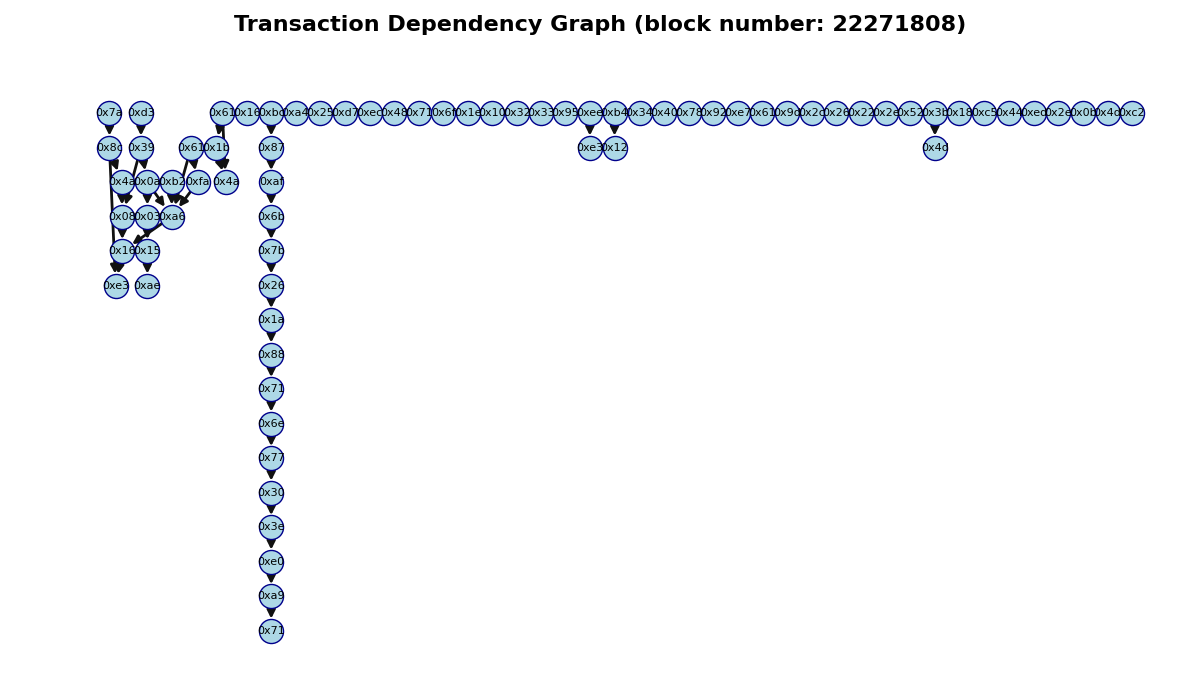 Transaction Dependency Graph (block number: 22271808)
0x7a 0xd3 0x61 0x16 0xbc 0xa4 0x25 0xd7 0xec 0x48 0x71 0x6f 0x1e 0x10 0x32 0x33 0x95 0xee 0xb4 0x34 0x40 0x78 0x92 0xe7 0x61 0x9d 0x2c 0x26 0x22 0x2e 0x52 0x3b 0x18 0xc5 0x44 0xed 0x2e 0x0b 0x4d 0xc2
0x8c 0x39 0x61 0x1b 0x87 0xe3 0x12 0x4d
0x4a 0x0a 0xb2 0xfa 0x4a 0xaf
0x08 0x03 0xa6 0x6b
0x16 0x15 0x7b
0xe3 0xae 0x26
0x1a
0x88
0x71
0x6e
0x77
0x30
0x3e
0xe0
0xa9
0x71